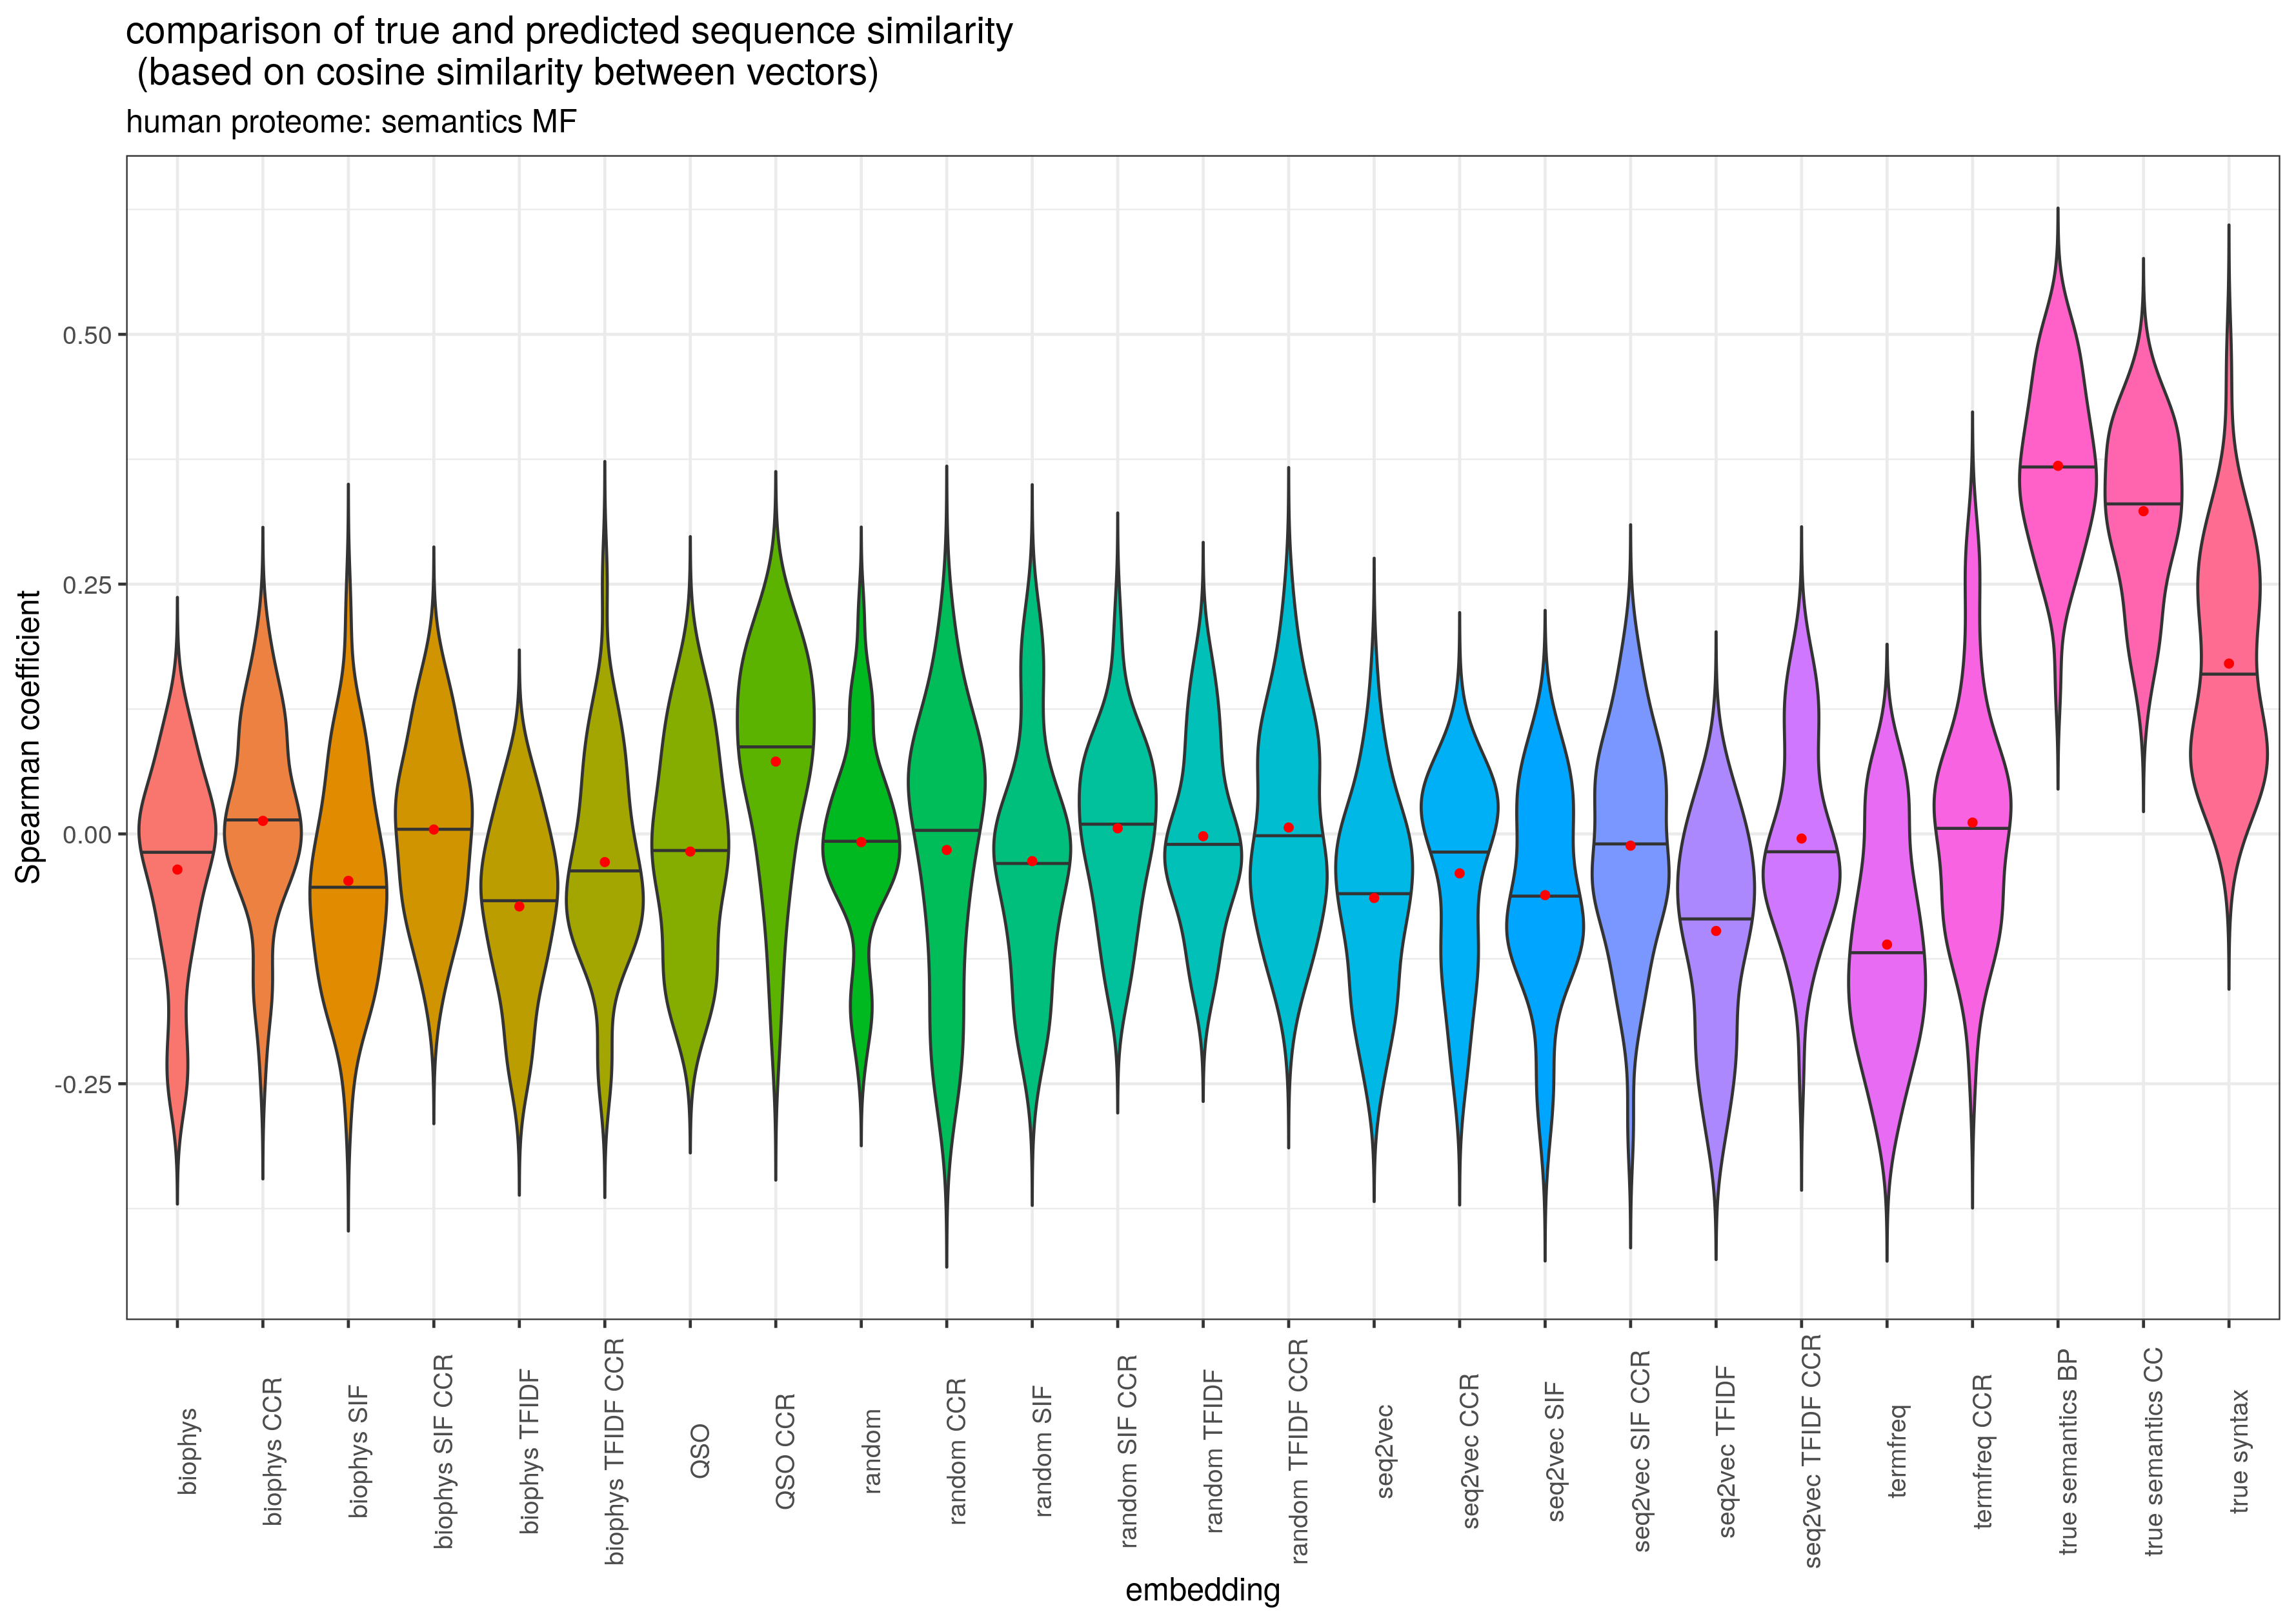 comparison of true and predicted sequence similarity
(based on cosine similarity between vectors)
human proteome: semantics MF
Spearman coefficient
0.50
0.25
0.00
-0.25
biophys
biophys CCR
biophys SIF
biophys SIF CCR
biophys TFIDF
biophys TFIDF CCR
QSO
QSO CCR
random
random CCR
random SIF
random SIF CCR
random TFIDF
random TFIDF CCR
seq2vec
seq2vec CCR
seq2vec SIF
seq2vec SIF CCR
seq2vec TFIDF
seq2vec TFIDF CCR
termfreq
termfreq CCR
true semantics BP
true semantics CC
true syntax
embedding